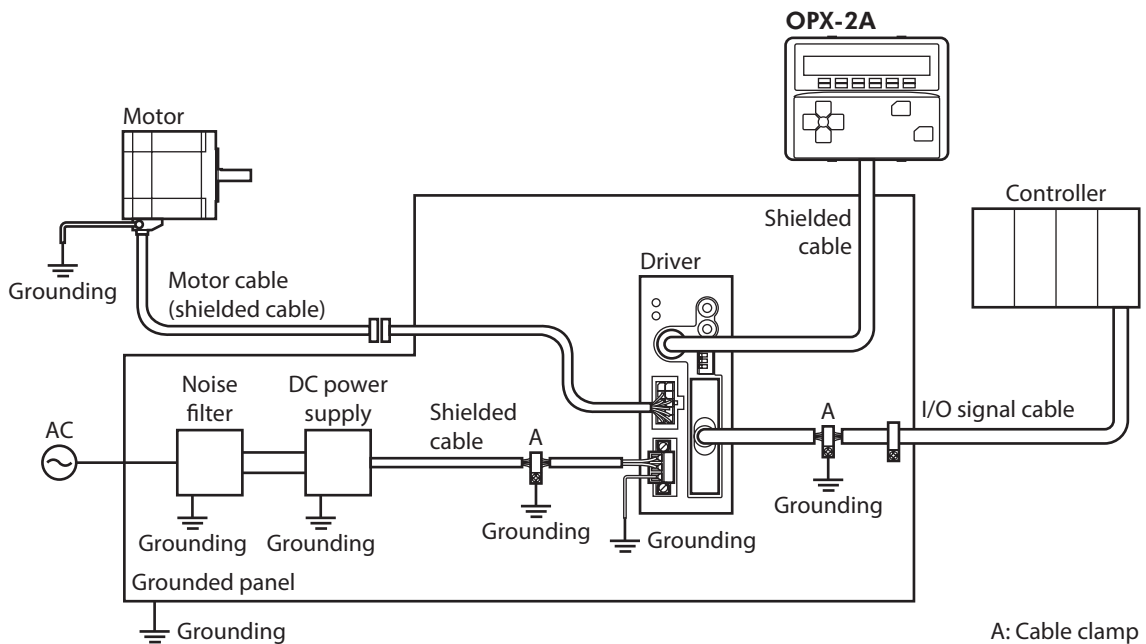 OPX-2A
Motor
Controller
Shielded
cable
Driver
Grounding
Motor cable
(shielded cable)
Noise
filter
DC power
supply
Shielded
cable
A
A
I/O signal cable
AC
Grounding
Grounding
Grounding
Grounding
Grounding
Grounded panel
Grounding
A: Cable clamp